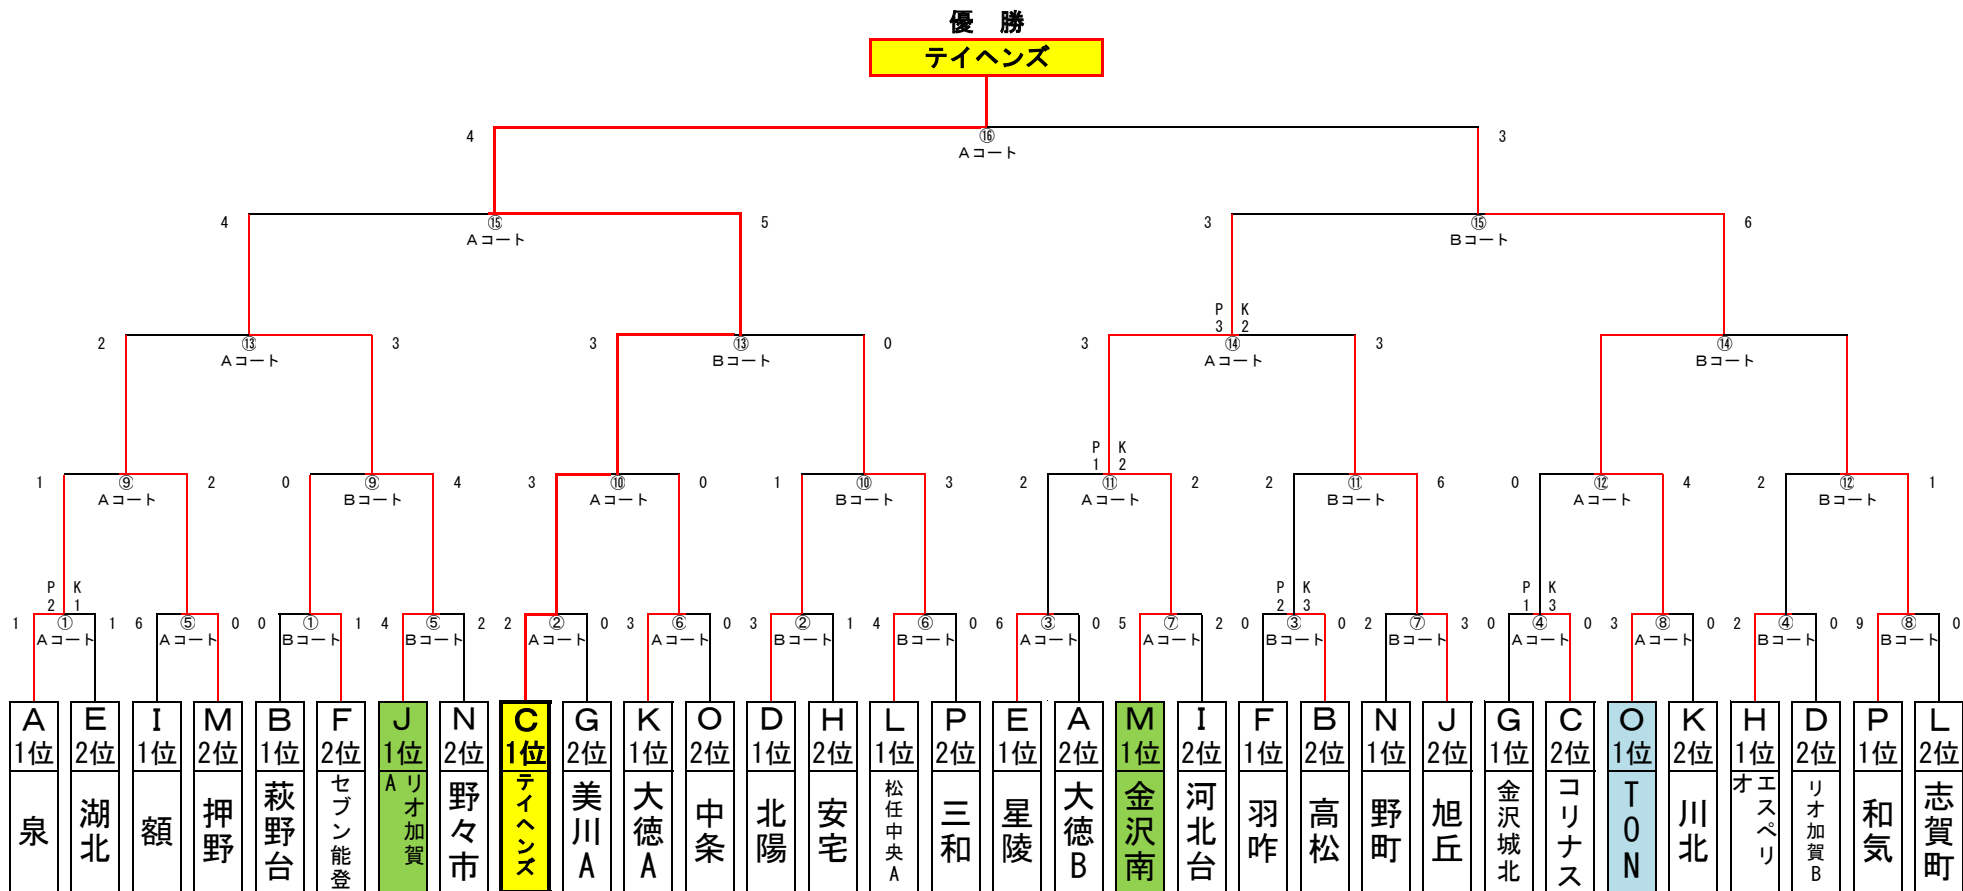 優　勝
テイヘンズ
4 3
⑯
Aコート
4 5 3 6
⑮ ⑮
Aコート Bコート
P K
3 2
2 3 3 0 3 3
⑬ ⑬ ⑭ ⑭
Aコート Bコート Aコート Bコート
P K
1 2
1 2 0 4 3 0 1 3 2 2 2 6 0 4 2 1
⑨ ⑨ ⑩ ⑩ ⑪ ⑪ ⑫ ⑫
Aコート Bコート Aコート Bコート Aコート Bコート Aコート Bコート
P K P K P K
2 1 2 3 1 3
1 1 6 0 0 1 4 2 2 0 3 0 3 1 4 0 6 0 5 2 0 0 2 3 0 0 3 0 2 0 9 0
① ⑤ ① ⑤ ② ⑥ ② ⑥ ③ ⑦ ③ ⑦ ④ ⑧ ④ ⑧
Aコート Aコート Bコート Bコート Aコート Aコート Bコート Bコート Aコート Aコート Bコート Bコート Aコート Aコート Bコート Bコート
A E I M B F J N C G K O D H L P E A M I F B N J G C O K H D P L
1位 2位 1位 2位 1位 2位 1位 2位 1位 2位 1位 2位 1位 2位 1位 2位 1位 2位 1位 2位 1位 2位 1位 2位 1位 2位 1位 2位 1位 2位 1位 2位
泉
湖北
額
押野
萩野台
セブン能登
リオ加賀
A
野々市
テイヘンズ
美川A
大徳A
中条
北陽
安宅
松任中央A
三和
星陵
大徳B
金沢南
河北台
羽咋
高松
野町
旭丘
金沢城北
コリナス
TON
川北
エスペリ
オ
リオ加賀B
和気
志賀町